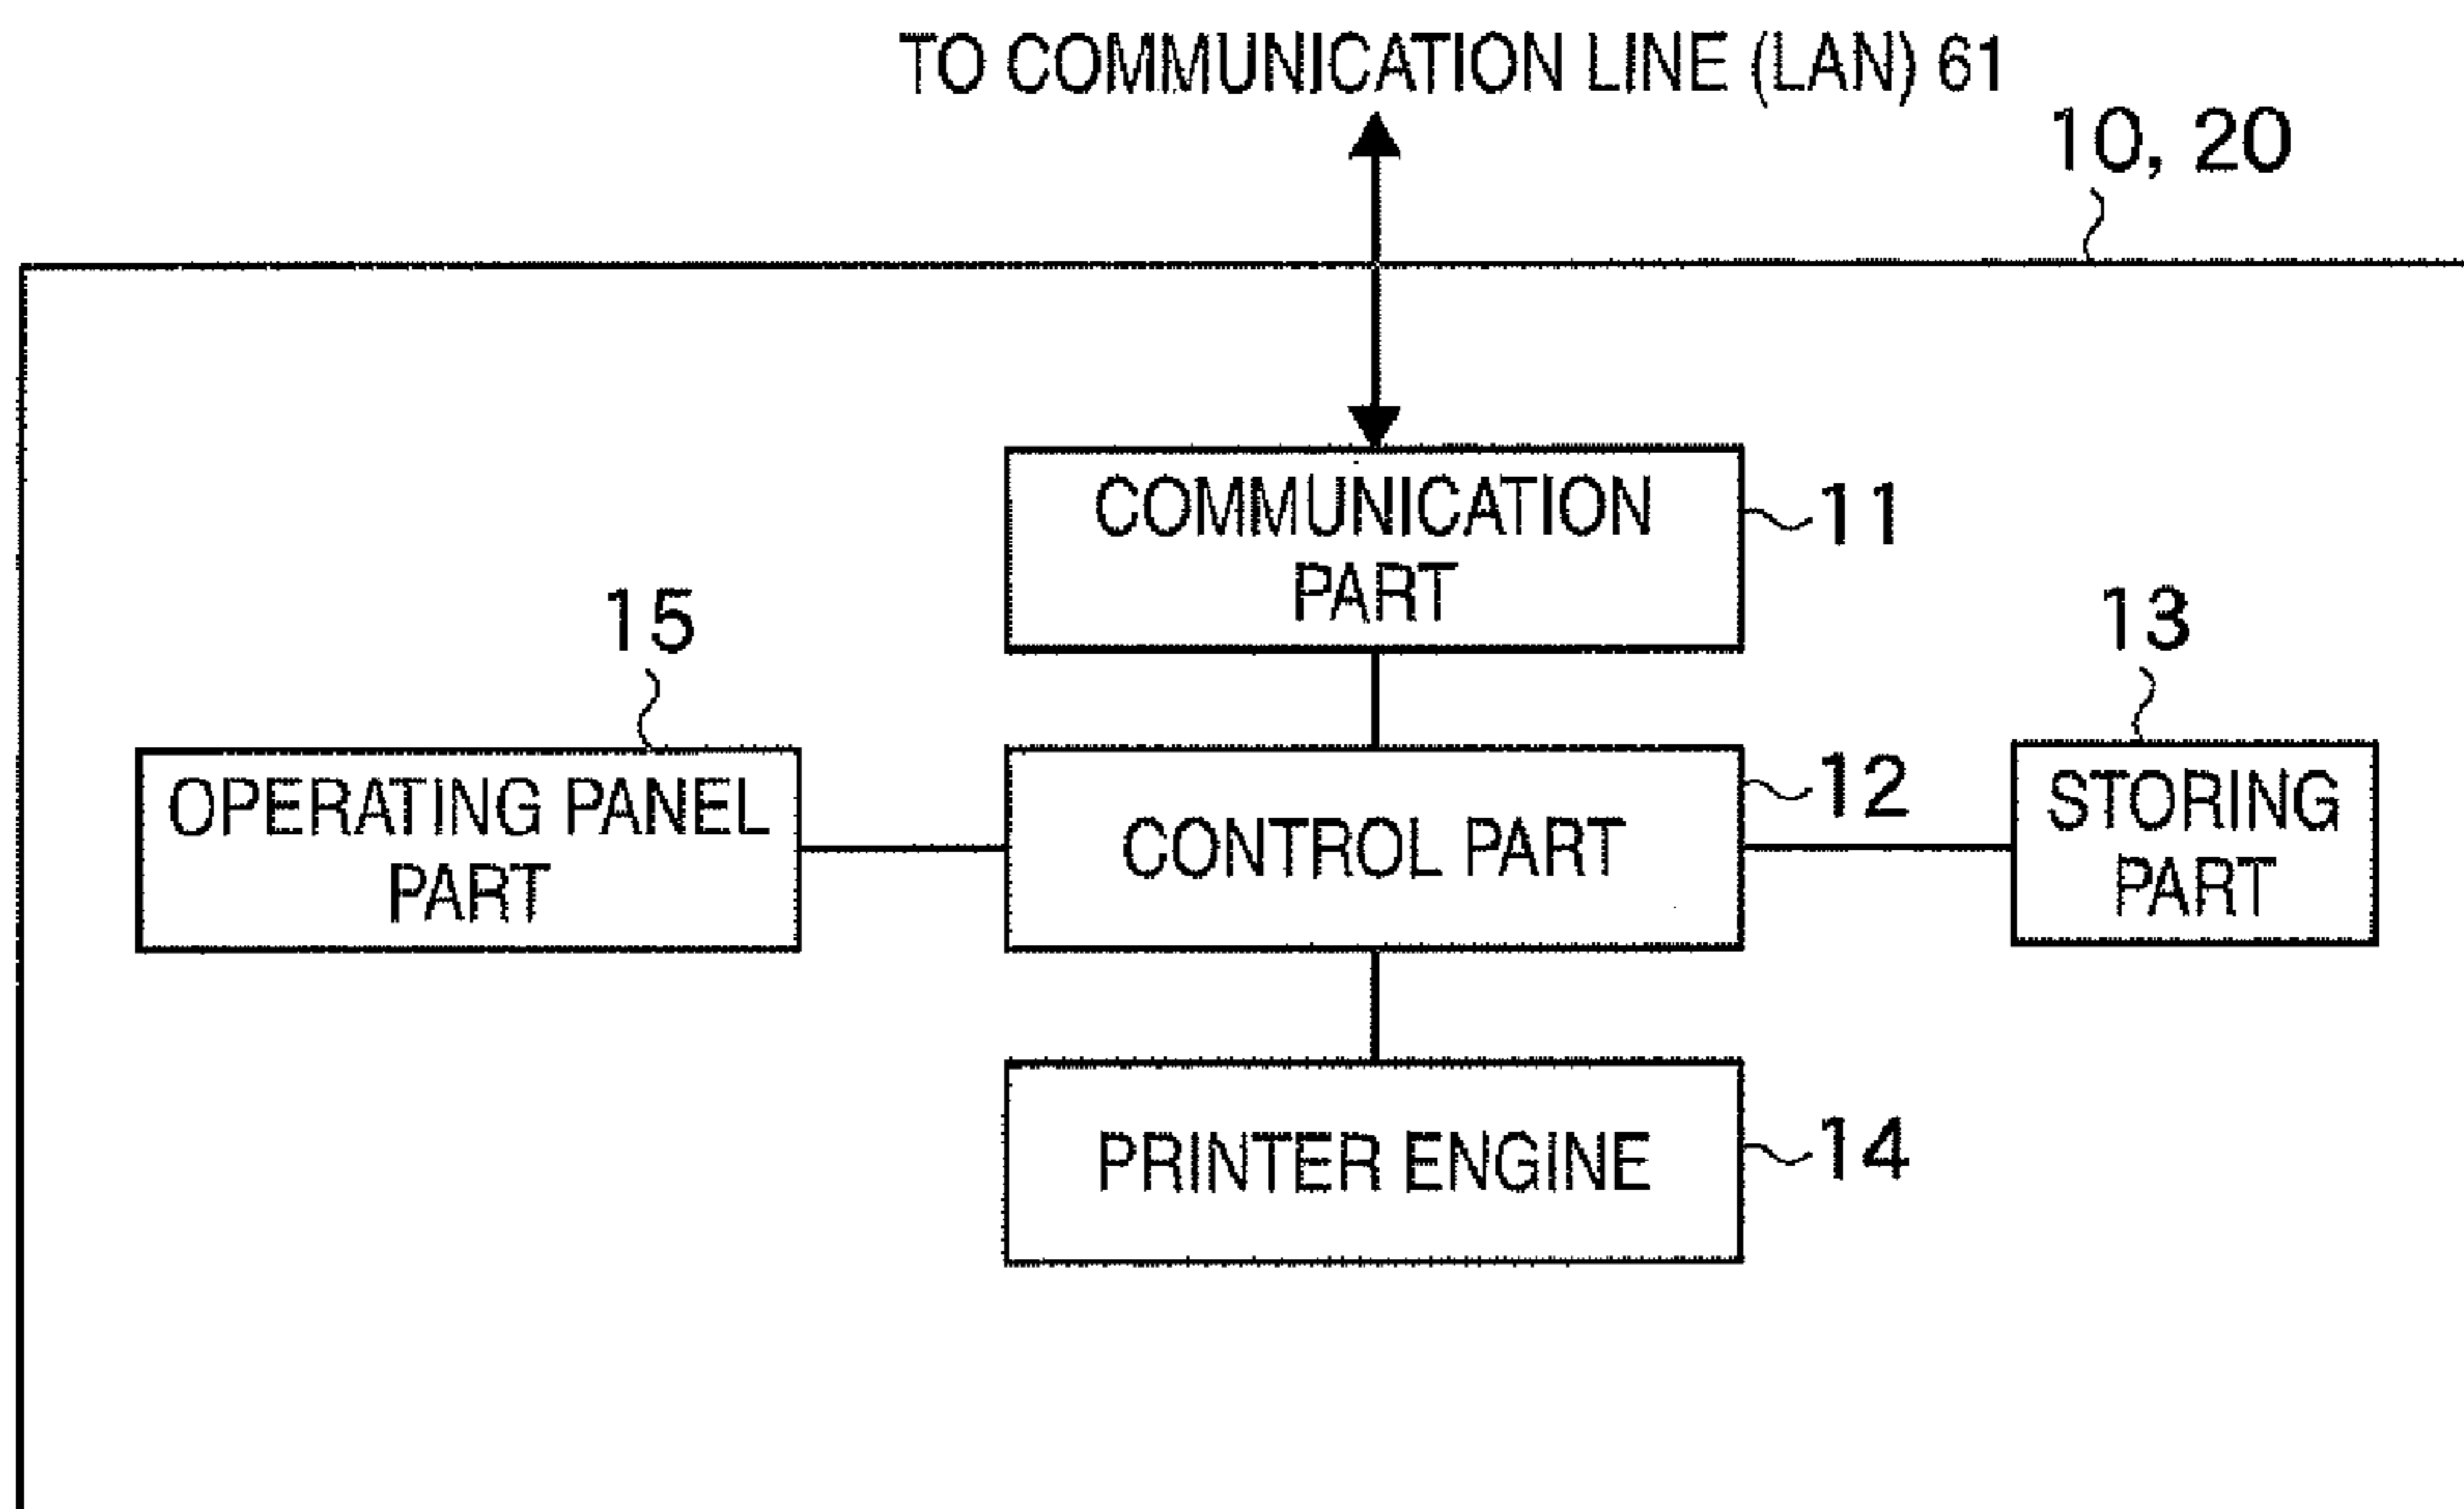 TO COMMUNICATION LINE (LAN) 61
10, 20
COMMUNICATION
PART
11
15
13
OPERATING PANEL
PART
CONTROL PART
12
STORING
PART
PRINTER ENGINE
14